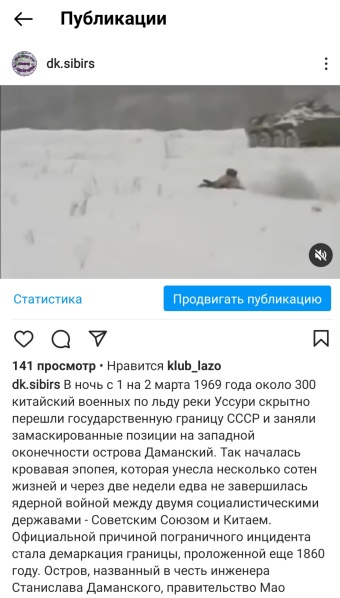 Публикации
dk.sibirs
Статистика
Продвигать публикацию
141 просмотр • Нравится klub_lazo
dk.sibirs В ночь с 1 на 2 марта 1969 года около 300
китайский военных по льду реки Уссури скрытно
перешли государственную границу СССР и заняли
замаскированные позиции на западной
оконечности острова Даманский. Так началась
кровавая эпопея, которая унесла несколько сотен
жизней и через две недели едва не завершилась
ядерной войной между двумя социалистическими
державами - Советским Союзом и Китаем.
Официальной причиной пограничного инцидента
стала демаркация границы, проложенной еще 1860
году. Остров, названный в честь инженера
Станислава Даманского, правительство Мао